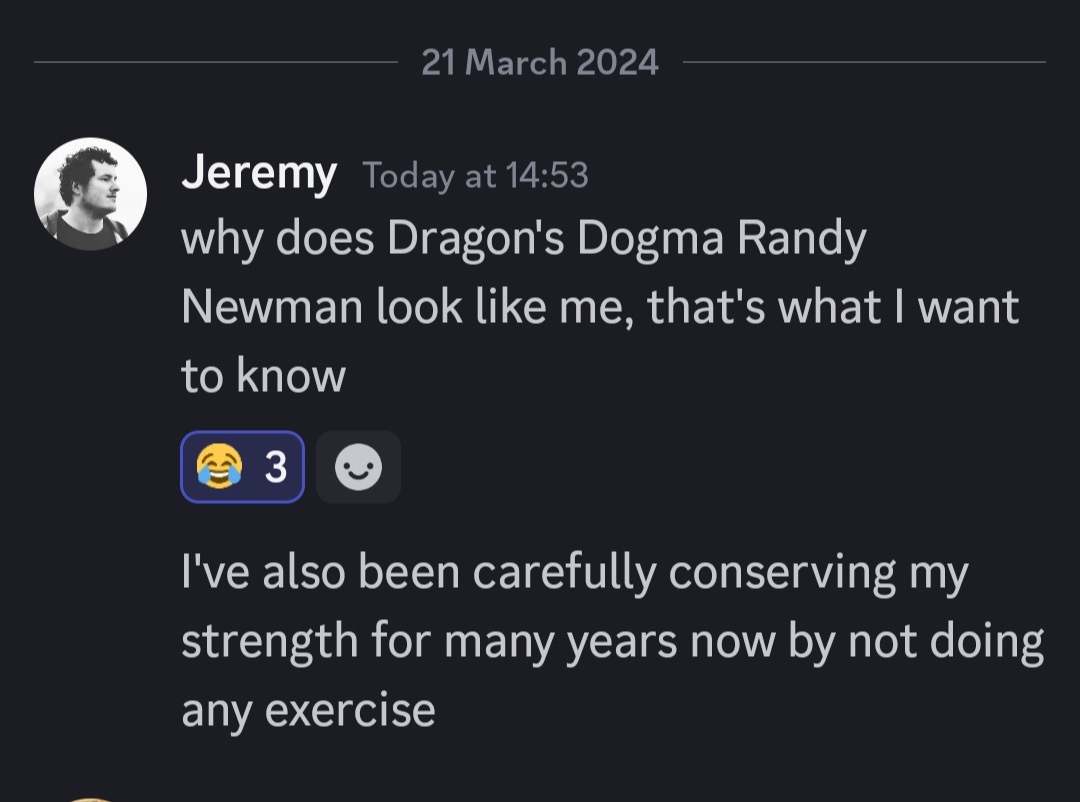 21 March 2024
Jeremy Today at 14:53
why does Dragon's Dogma Randy
Newman look like me, that's what I want
to know
😂 3
I've also been carefully conserving my
strength for many years now by not doing
any exercise